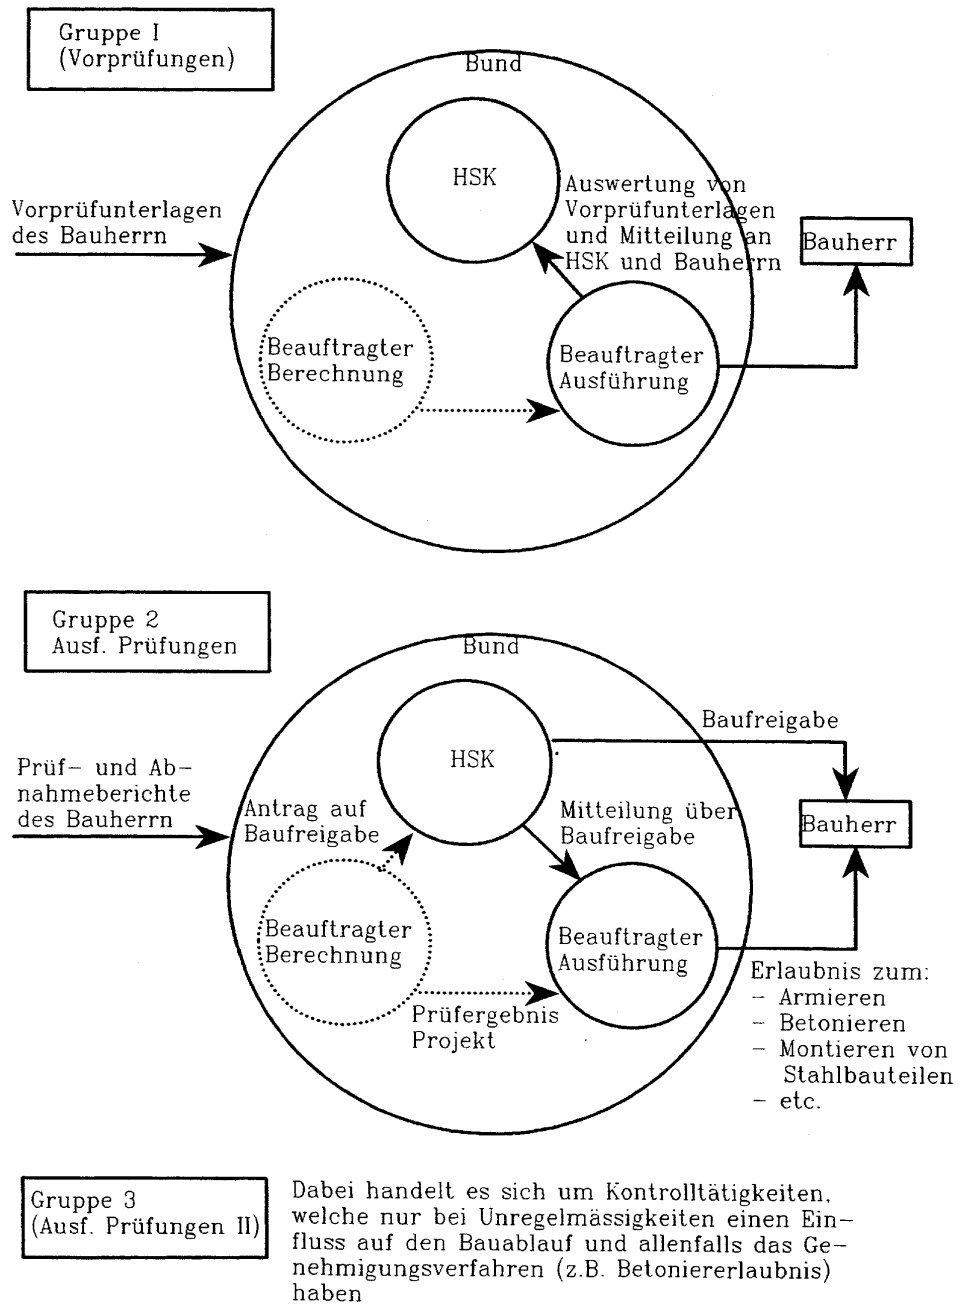 Gruppe I
(Vorprüfungen)
Bund
HSK
Auswertung von
Vorprüfunterlagen
und Mitteilung an
HSK und Bauherrn
Vorprüfunterlagen
des Bauherrn
Bauherr
Beauftragter
Berechnung
Beauftragter
Ausführung
Gruppe 2
Ausf. Prüfungen
Bund
Baufreigabe
HSK
Prüf- und Ab-
nahmeberichte
des Bauherrn
Antrag auf
Baufreigabe
Mitteilung über
Baufreigabe
Bauherr
Beauftragter
Berechnung
Beauftragter
Ausführung
Prüfergebnis
Projekt
Erlaubnis zum:
- Armieren
- Betonieren
- Montieren von
Stahlbauteilen
- etc.
Gruppe 3
(Ausf. Prüfungen II)
Dabei handelt es sich um Kontrolltätigkeiten,
welche nur bei Unregelmässigkeiten einen Ein-
fluss auf den Bauablauf und allenfalls das Ge-
nehmigungsverfahren (z.B. Betoniererlaubnis)
haben